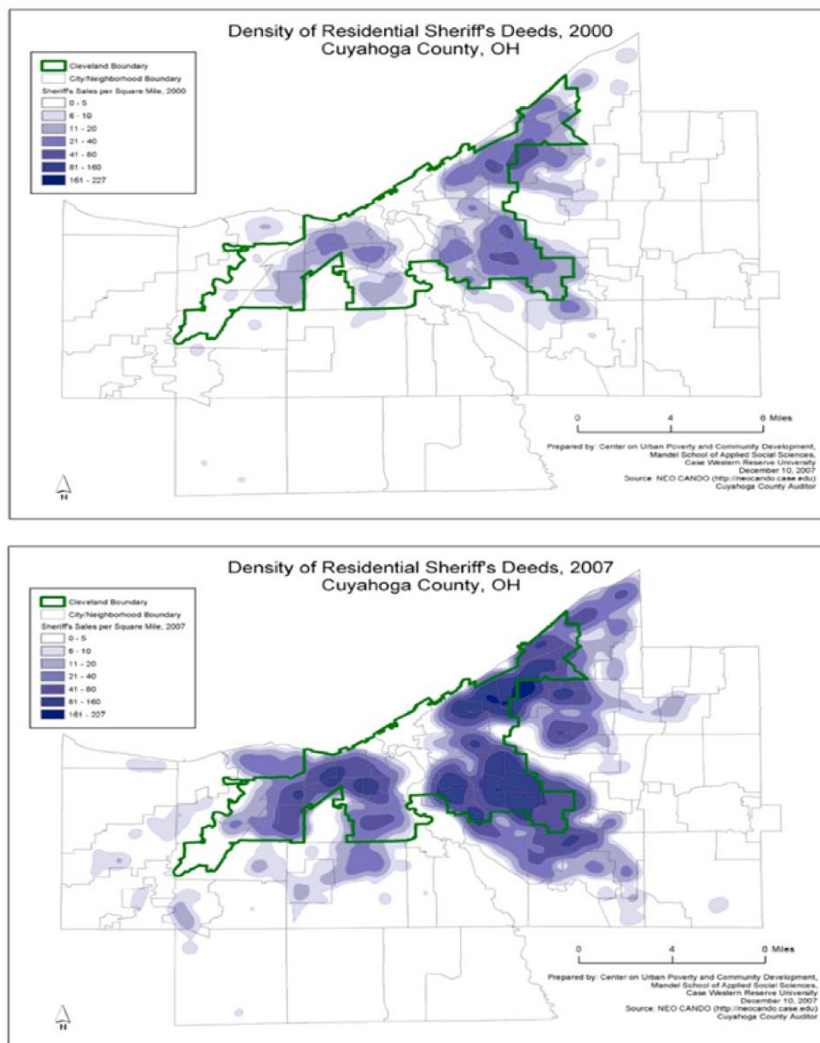 Density of Residential Sheriff's Deeds, 2000
Cuyahoga County, OH
Cleveland Boundary
City/Neighborhood Boundary
Sheriff's Sales per Square Mile, 2000
0 - 5
6 - 10
11 - 20
21 - 40
41 - 80
81 - 160
161 - 227
0 4 8 Miles
Prepared by: Center on Urban Poverty and Community Development,
Mandel School of Applied Social Sciences,
Case Western Reserve University
December 10, 2007
Source: NEO CANDO (http://neocando.case.edu)
Cuyahoga County Auditor
N
Density of Residential Sheriff's Deeds, 2007
Cuyahoga County, OH
Cleveland Boundary
City/Neighborhood Boundary
Sheriff's Sales per Square Mile, 2007
0 - 5
6 - 10
11 - 20
21 - 40
41 - 80
81 - 160
161 - 227
0 4 8 Miles
Prepared by: Center on Urban Poverty and Community Development,
Mandel School of Applied Social Sciences,
Case Western Reserve University
December 10, 2007
Source: NEO CANDO (http://neocando.case.edu)
Cuyahoga County Auditor
N